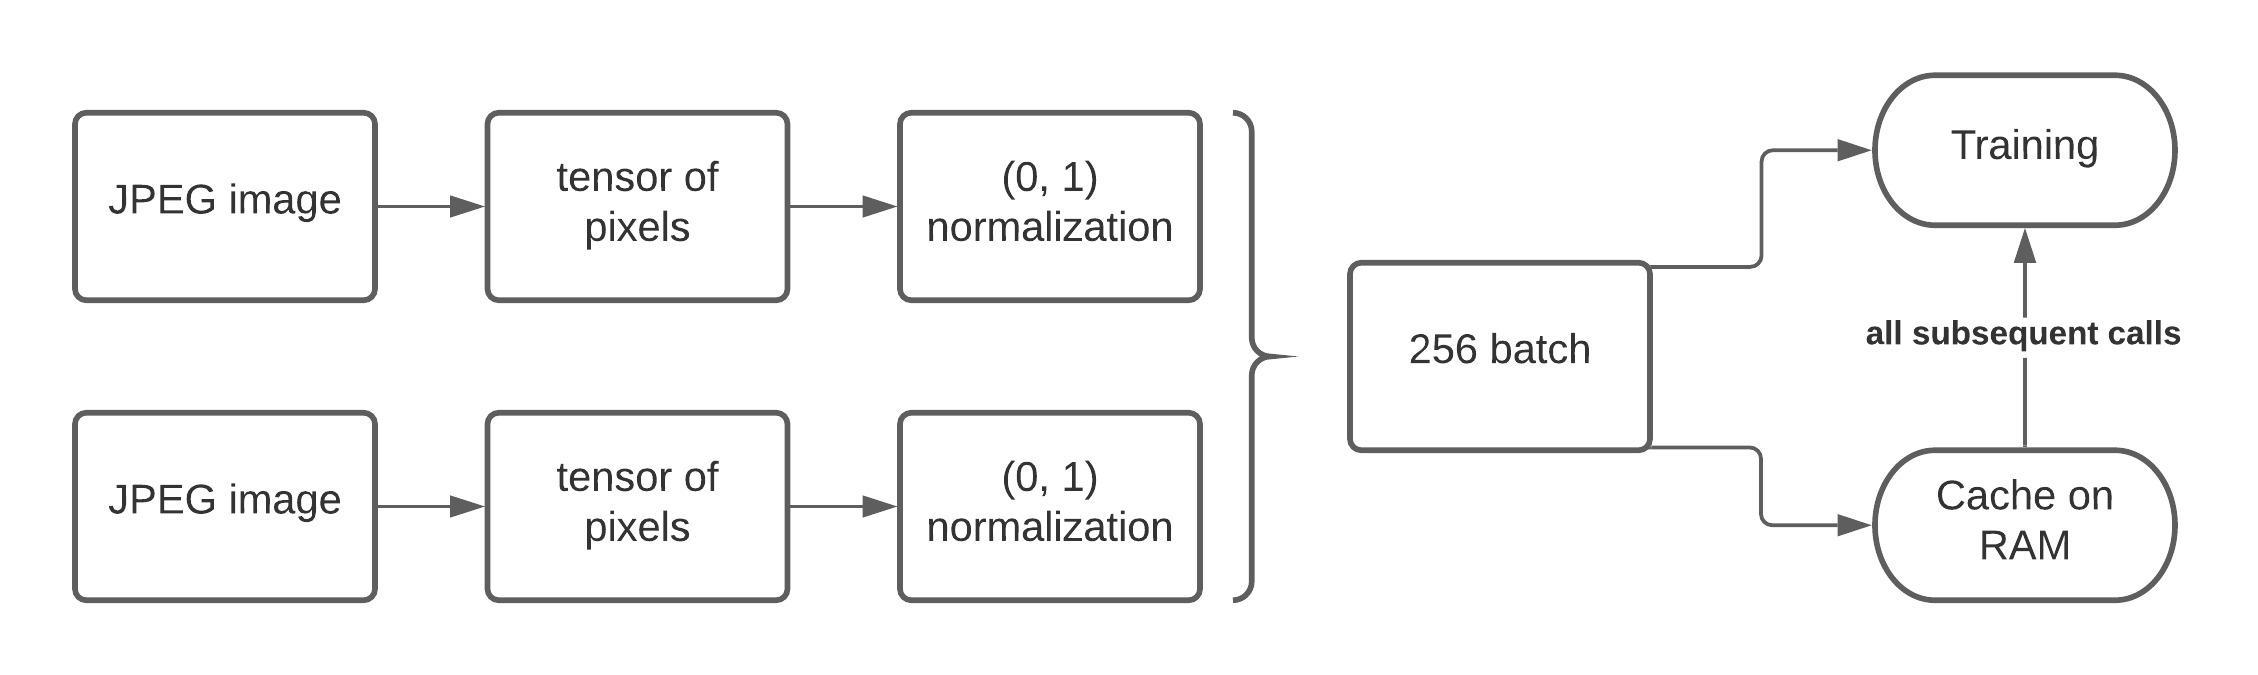 JPEG image
tensor of
pixels
(0, 1)
normalization
JPEG image
tensor of
pixels
(0, 1)
normalization
256 batch
Training
all subsequent calls
Cache on
RAM